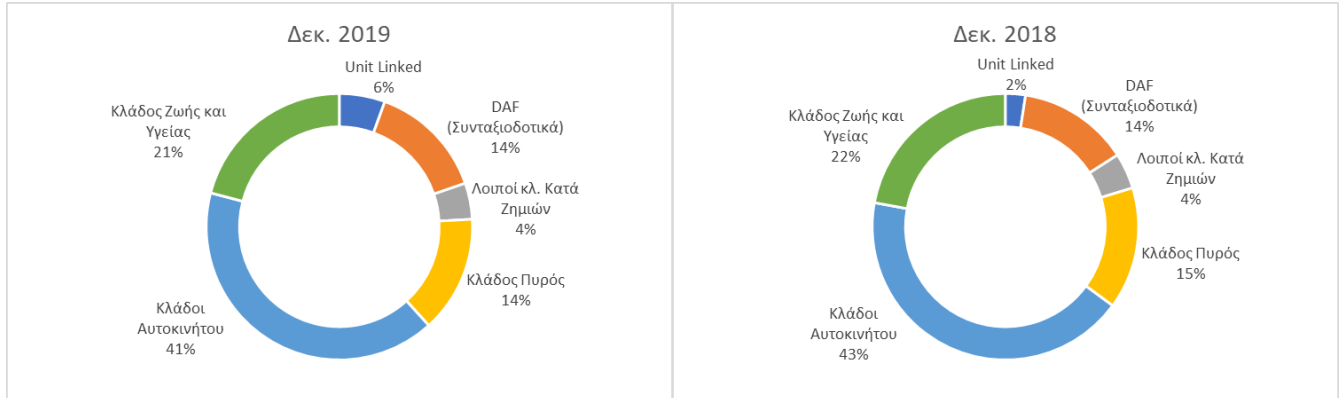 Δεκ. 2019
Unit Linked
6%
DAF
(Συνταξιοδοτικά)
14%
Λοιποί κλ. Κατά
Ζημιών
4%
Κλάδος Πυρός
14%
Κλάδοι
Αυτοκινήτου
41%
Κλάδος Ζωής και
Υγείας
21%
Δεκ. 2018
Unit Linked
2%
DAF
(Συνταξιοδοτικά)
14%
Λοιποί κλ. Κατά
Ζημιών
4%
Κλάδος Πυρός
15%
Κλάδοι
Αυτοκινήτου
43%
Κλάδος Ζωής και
Υγείας
22%